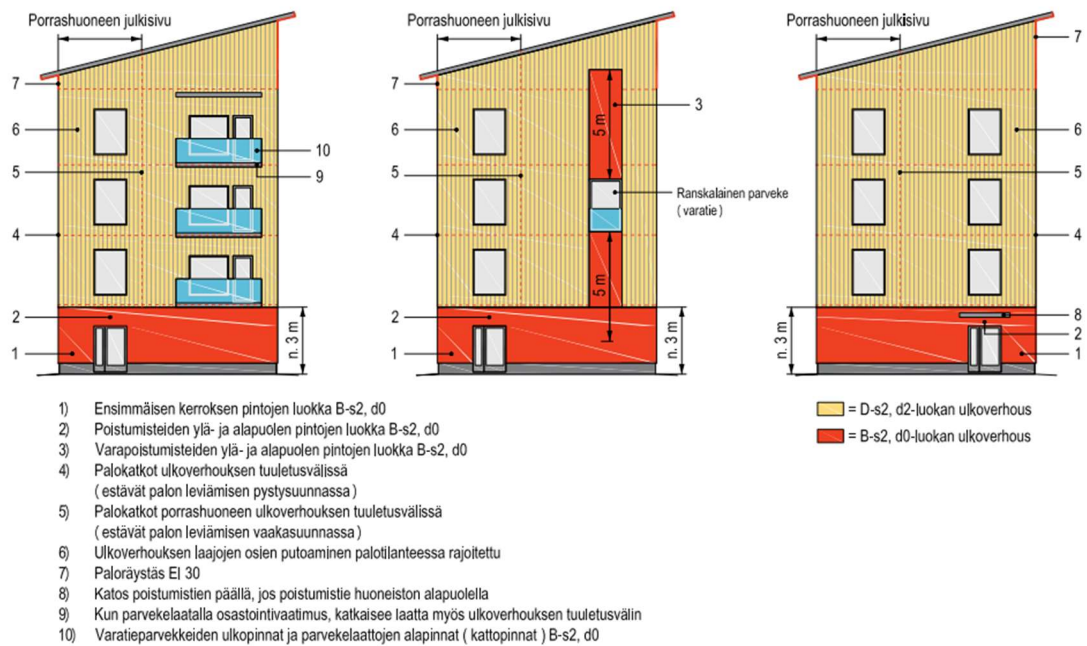 Porrashuoneen julkisivu
Porrashuoneen julkisivu
Porrashuoneen julkisivu
7
6
5
4
2
1
10
9
n. 3 m
7
6
5
4
2
1
3
5 m
Ranskalainen parveke
( varatie )
5 m
n. 3 m
7
6
5
4
8
2
1
n. 3 m
1) Ensimmäisen kerroksen pintojen luokka B-s2, d0
2) Poistumisteiden ylä- ja alapuolen pintojen luokka B-s2, d0
3) Varapoistumisteiden ylä- ja alapuolen pintojen luokka B-s2, d0
4) Palokatkot ulkoverhouksen tuuletusvälissä
( estävät palon leviämisen pystysuunnassa )
5) Palokatkot porrashuoneen ulkoverhouksen tuuletusvälissä
( estävät palon leviämisen vaakasuunnassa )
6) Ulkoverhouksen laajojen osien putoaminen palotilanteessa rajoitettu
7) Paloräystäs EI 30
8) Katos poistumistien päällä, jos poistumistie huoneiston alapuolella
9) Kun parvekelaatalla osastointivaatimus, katkaisee laatta myös ulkoverhouksen tuuletusvälin
10) Varatieparvekkeiden ulkopinnat ja parvekelaattojen alapinnat ( kattopinnat ) B-s2, d0
= D-s2, d2-luokan ulkoverhous
= B-s2, d0-luokan ulkoverhous